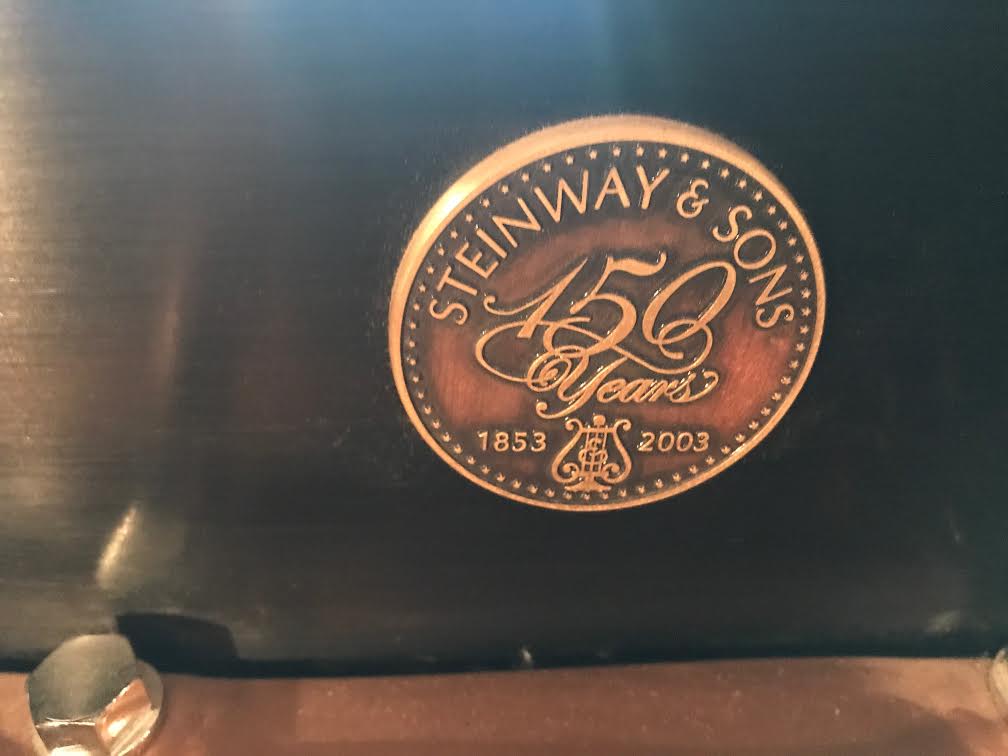 STEINWAY & SONS
150
Years
1853 2003